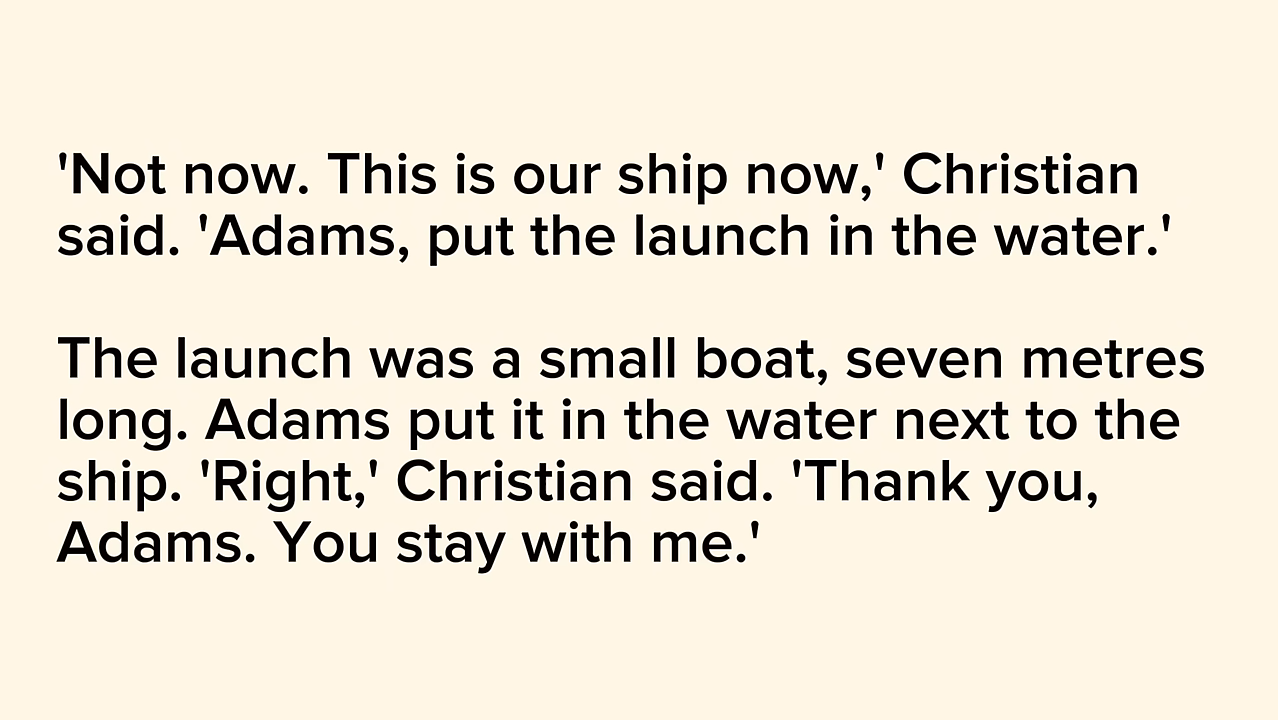 'Not now. This is our ship now,' Christian
said. 'Adams, put the launch in the water.'
The launch was a small boat, seven metres
long. Adams put it in the water next to the
ship. 'Right,' Christian said. 'Thank you,
Adams. You stay with me.'